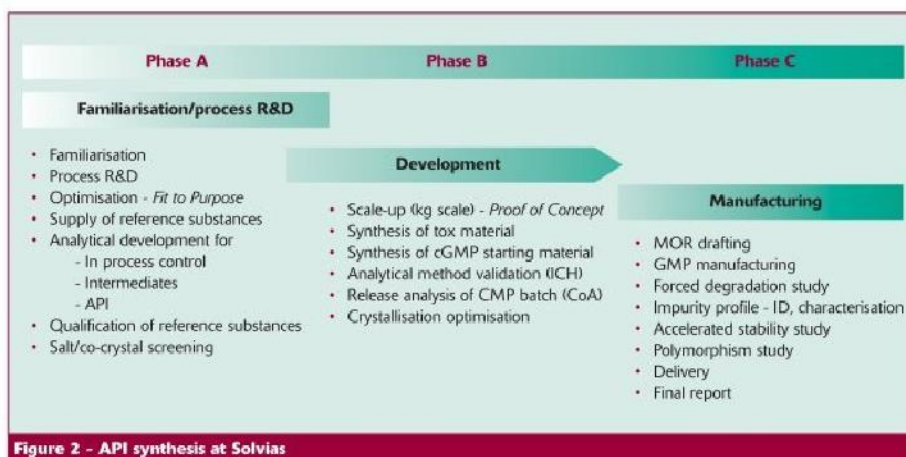 Phase A
Phase B
Phase C
Familiarisation/process R&D
• Familiarisation
• Process R&D
• Optimisation - Fit to Purpose
• Supply of reference substances
• Analytical development for
- In process control
- Intermediates
- API
• Qualification of reference substances
• Salt/co-crystal screening
Development
• Scale-up (kg scale) - Proof of Concept
• Synthesis of tox material
• Synthesis of cGMP starting material
• Analytical method validation (ICH)
• Release analysis of CMP batch (CoA)
• Crystallisation optimisation
Manufacturing
• MOR drafting
• GMP manufacturing
• Forced degradation study
• Impurity profile - ID, characterisation
• Accelerated stability study
• Polymorphism study
• Delivery
• Final report
Figure 2 - API synthesis at Solvias